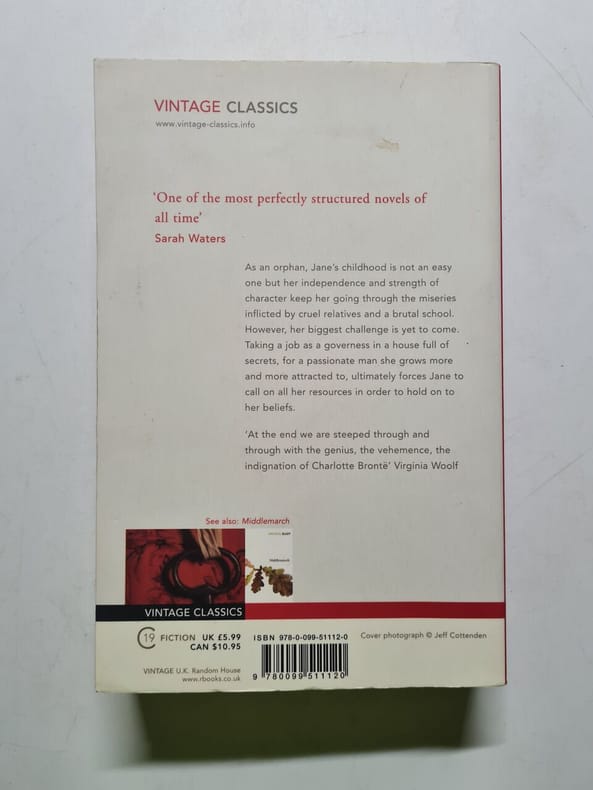 VINTAGE CLASSICS
www.vintage-classics.info
‘One of the most perfectly structured novels of
all time’
Sarah Waters
As an orphan, Jane's childhood is not an easy
one but her independence and strength of
character keep her going through the miseries
inflicted by cruel relatives and a brutal school.
However, her biggest challenge is yet to come.
Taking a job as a governess in a house full of
secrets, for a passionate man she grows more
and more attracted to, ultimately forces Jane to
call on all her resources in order to hold on to
her beliefs.
‘At the end we are steeped through and
through with the genius, the vehemence, the
indignation of Charlotte Brontë’ Virginia Woolf
See also: Middlemarch
Middlemarch
VINTAGE CLASSICS
C19 FICTION UK £5.99
CAN $10.95
VINTAGE U.K. Random House
www.rbooks.co.uk
ISBN 978-0-099-51112-0
9 780099 511120
Cover photograph © Jeff Cottenden